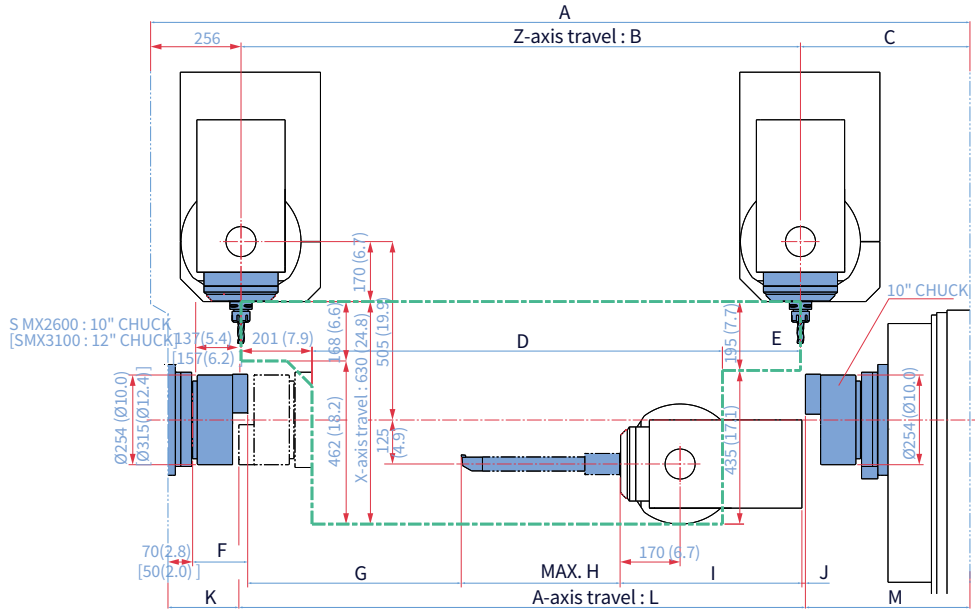 A
256
Z-axis travel : B
C
170 (6.7)
505 (19.9)
10" CHUCK
S MX2600 : 10" CHUCK
[SMX3100 : 12" CHUCK]
137(5.4)
[157(6.2)
201 (7.9)
168 (6.6)
X-axis travel : 630 (24.8)
D
195 (7.7)
E
Ø254 (Ø10.0)
Ø315(Ø12.4)]
462 (18.2)
125
(4.9)
435 (17.1)
Ø254(Ø10.0)
70(2.8)
[50(2.0) ]
F
170 (6.7)
G
MAX. H
I
J
K
A-axis travel : L
M